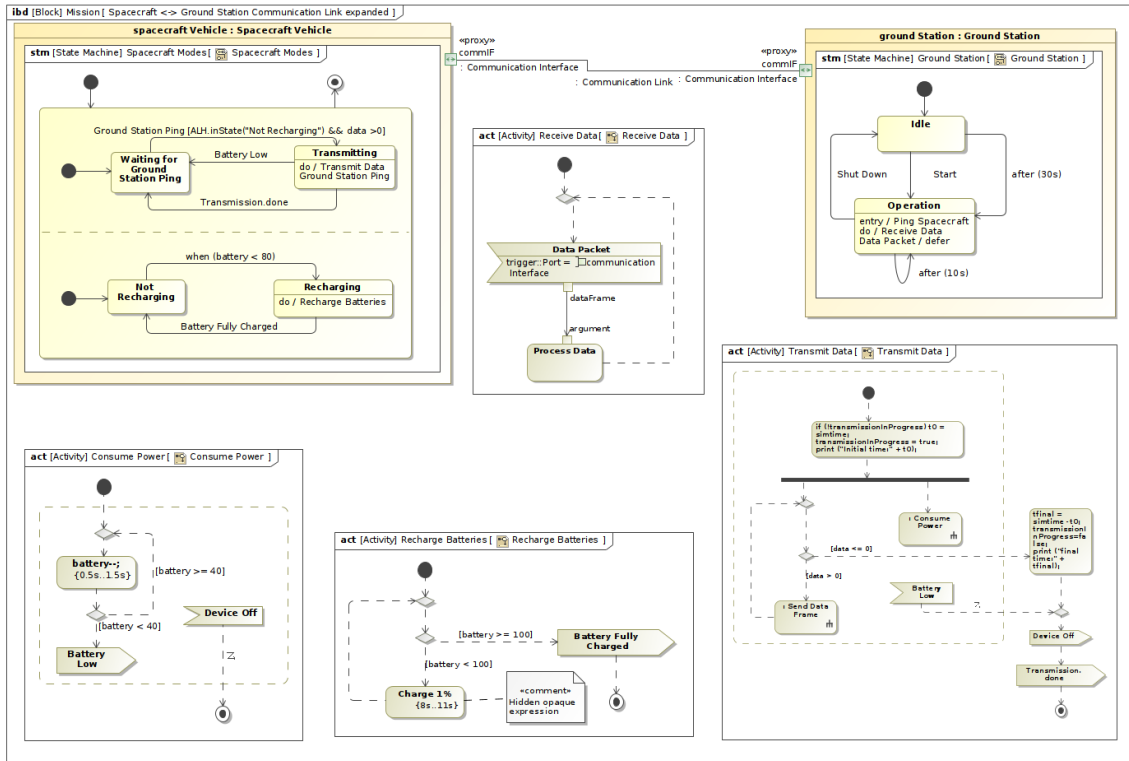 ibd [Block] Mission [ Spacecraft <-> Ground Station Communication Link expanded ]
spacecraft Vehicle : Spacecraft Vehicle
stm [State Machine] Spacecraft Modes [ Spacecraft Modes ]
Ground Station Ping [ALH.inState("Not Recharging") && data >0]
Waiting for
Ground
Station Ping
Battery Low
Transmitting
do / Transmit Data
Ground Station Ping
Transmission.done
when (battery < 80)
Not
Recharging
Recharging
do / Recharge Batteries
Battery Fully Charged
«proxy»
commIF
: Communication Interface
: Communication Link
«proxy»
commIF
: Communication Interface
ground Station : Ground Station
stm [State Machine] Ground Station [ Ground Station ]
Idle
Shut Down
Start
after (30s)
Operation
entry / Ping Spacecraft
do / Receive Data
Data Packet / defer
after (10s)
act [Activity] Receive Data [ Receive Data ]
Data Packet
trigger::Port = communication
Interface
dataFrame
argument
Process Data
act [Activity] Transmit Data [ Transmit Data ]
if (!transmissionInProgress) t0 =
simtime;
transmissionInProgress = true;
print ("Initial time:" + t0);
: Consume
Power
[data <= 0]
[data > 0]
: Send Data
Frame
Battery
Low
tfinal =
simtime -t0;
transmissionI
nProgress=fa
lse;
print ("final
time:" +
tfinal);
Device Off
Transmission.
done
act [Activity] Consume Power [ Consume Power ]
battery--;
{0.5s..1.5s}
[battery >= 40]
[battery < 40]
Battery
Low
Device Off
act [Activity] Recharge Batteries [ Recharge Batteries ]
[battery >= 100]
Battery Fully
Charged
[battery < 100]
Charge 1%
{8s..11s}
«comment»
Hidden opaque
expression